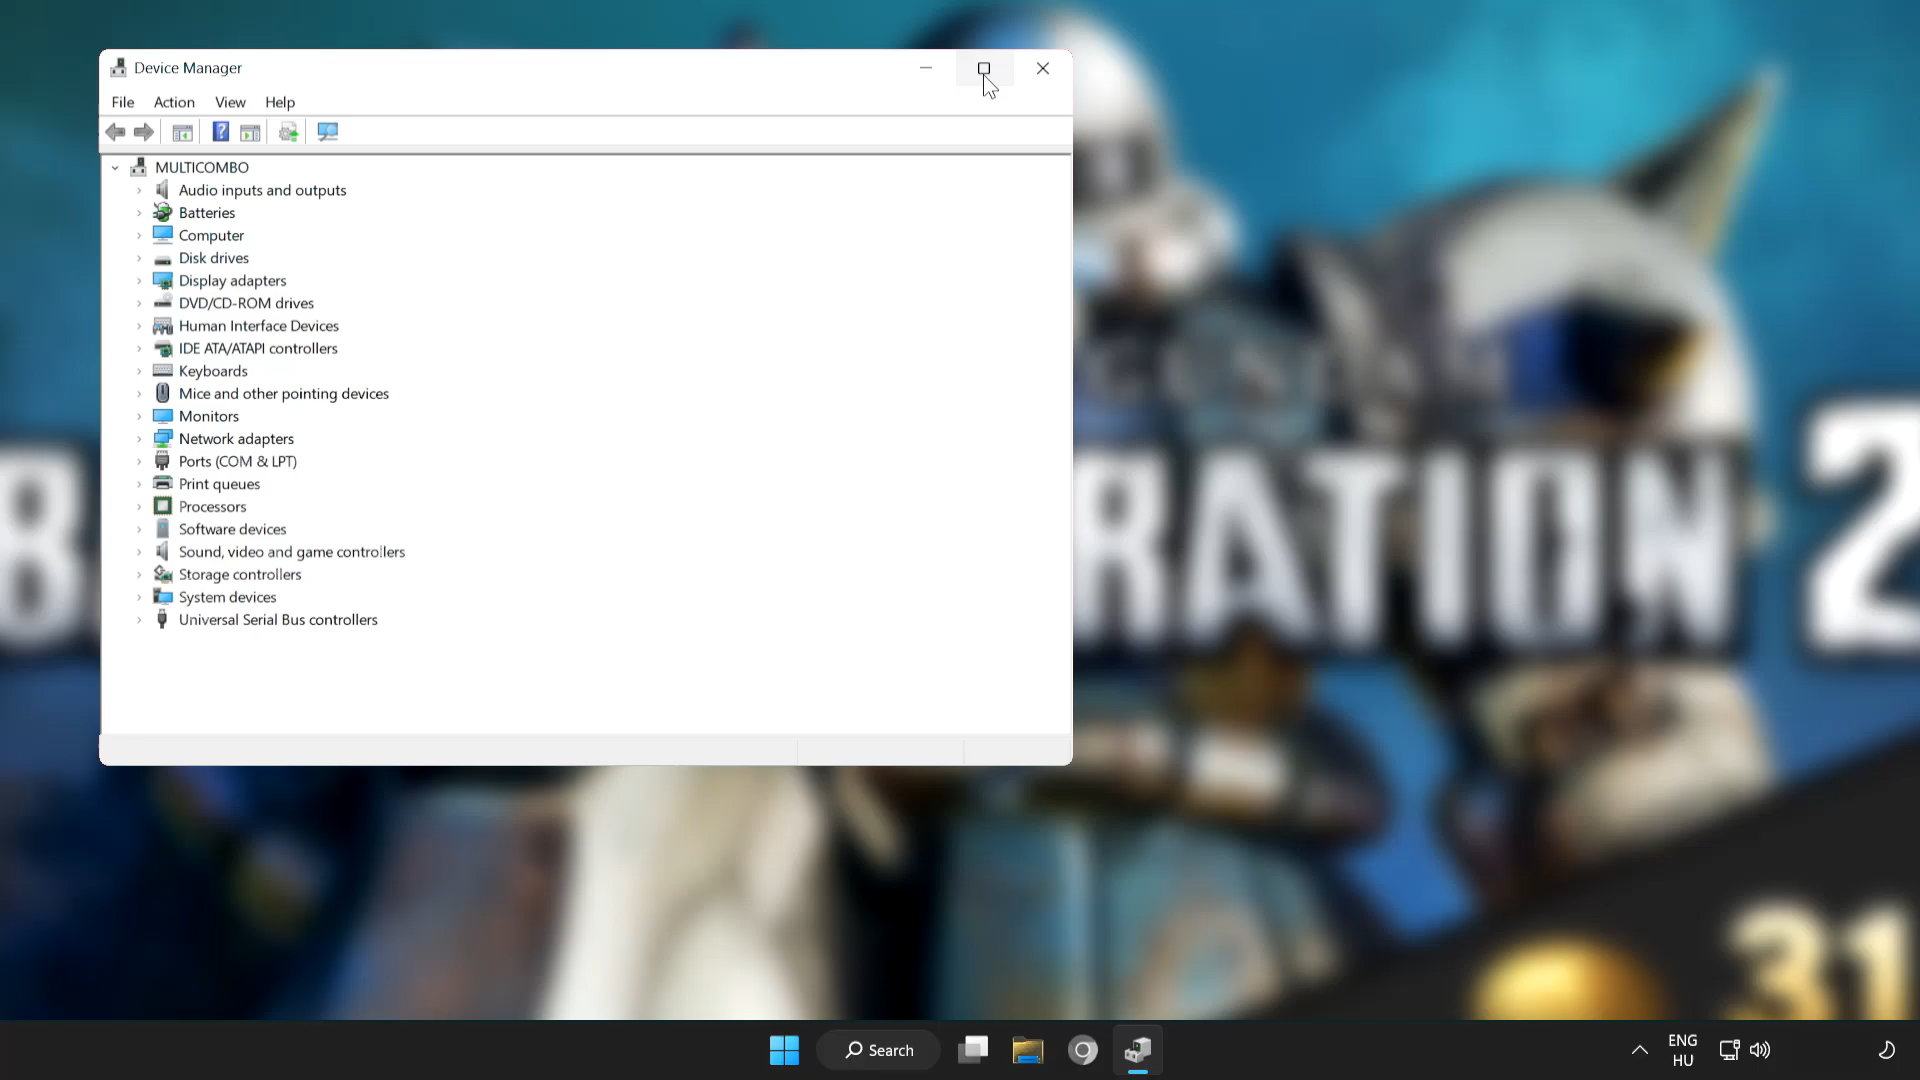 Device Manager
File Action View Help
MULTICOMBO
Audio inputs and outputs
Batteries
Computer
Disk drives
Display adapters
DVD/CD-ROM drives
Human Interface Devices
IDE ATA/ATAPI controllers
Keyboards
Mice and other pointing devices
Monitors
Network adapters
Ports (COM & LPT)
Print queues
Processors
Software devices
Sound, video and game controllers
Storage controllers
System devices
Universal Serial Bus controllers
8
RATION 2
31
Search
ENG
HU